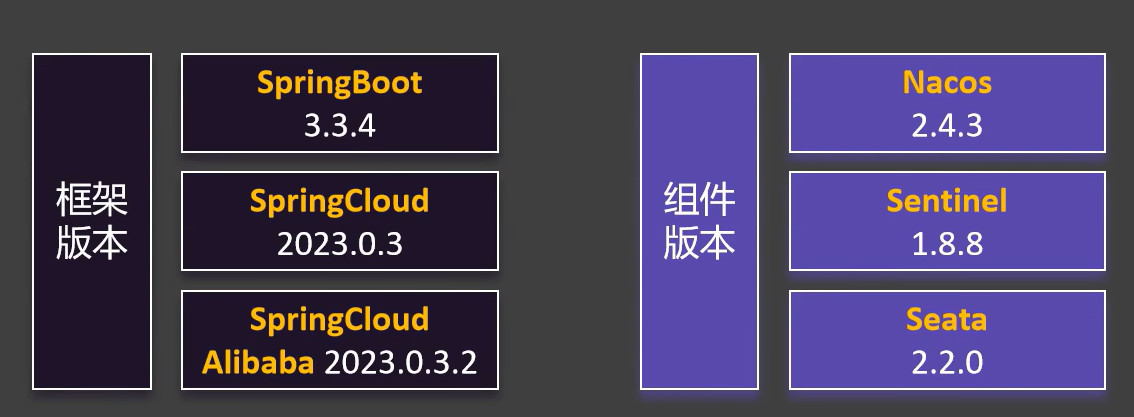 框架
版本
SpringBoot
3.3.4
SpringCloud
2023.0.3
SpringCloud
Alibaba 2023.0.3.2
组件
版本
Nacos
2.4.3
Sentinel
1.8.8
Seata
2.2.0